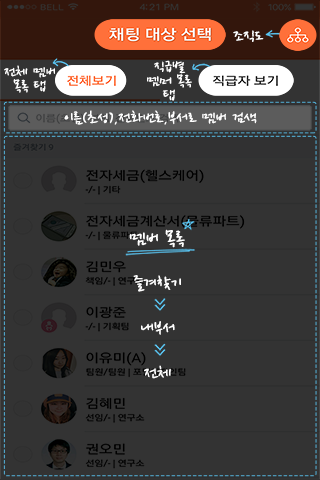 BELL 4:21 PM
채팅 대상 선택
조직도
전체 멤버 목록 탭
전체보기
직급별 멤버 목록 탭
직급자 보기
이름(초성),전화번호,부서로 멤버 검색
즐겨찾기 9
전자세금(헬스케어)
-/- | 기타
전자세금계산서(물류파트)
-/- | 물류파
멤버 목록
김민우
책임/- | 연구소
즐겨찾기
이광준
-/- | 기획팀
내부서
이유미(A)
팀원/팀원 |
전체
김혜민
선임/- | 연구소
권오민
선임/- | 연구소